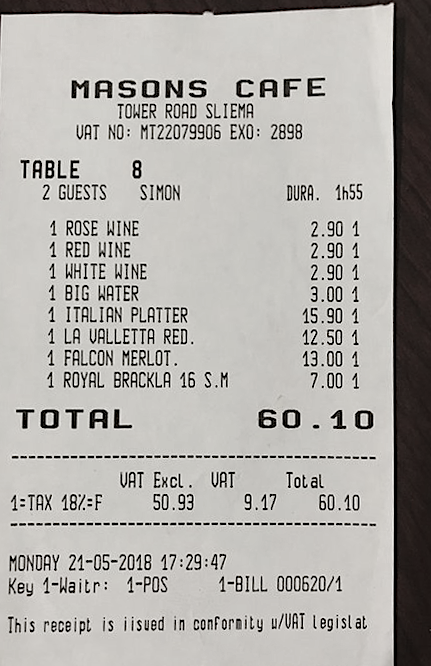 MASONS CAFE
TOWER ROAD SLIEMA
VAT NO: MT22079906 EXO: 2898
TABLE 8
2 GUESTS SIMON DURA. 1h55
1 ROSE WINE 2.90 1
1 RED WINE 2.90 1
1 WHITE WINE 2.90 1
1 BIG WATER 3.00 1
1 ITALIAN PLATTER 15.90 1
1 LA VALLETTA RED. 12.50 1
1 FALCON MERLOT. 13.00 1
1 ROYAL BRACKLA 16 S.M 7.00 1
TOTAL 60.10
VAT Excl. VAT Total
1=TAX 18%=F 50.93 9.17 60.10
MONDAY 21-05-2018 17:29:47
Key 1-Waitr: 1-POS 1-BILL 000620/1
This receipt is iisued in conformity w/VAT legislat